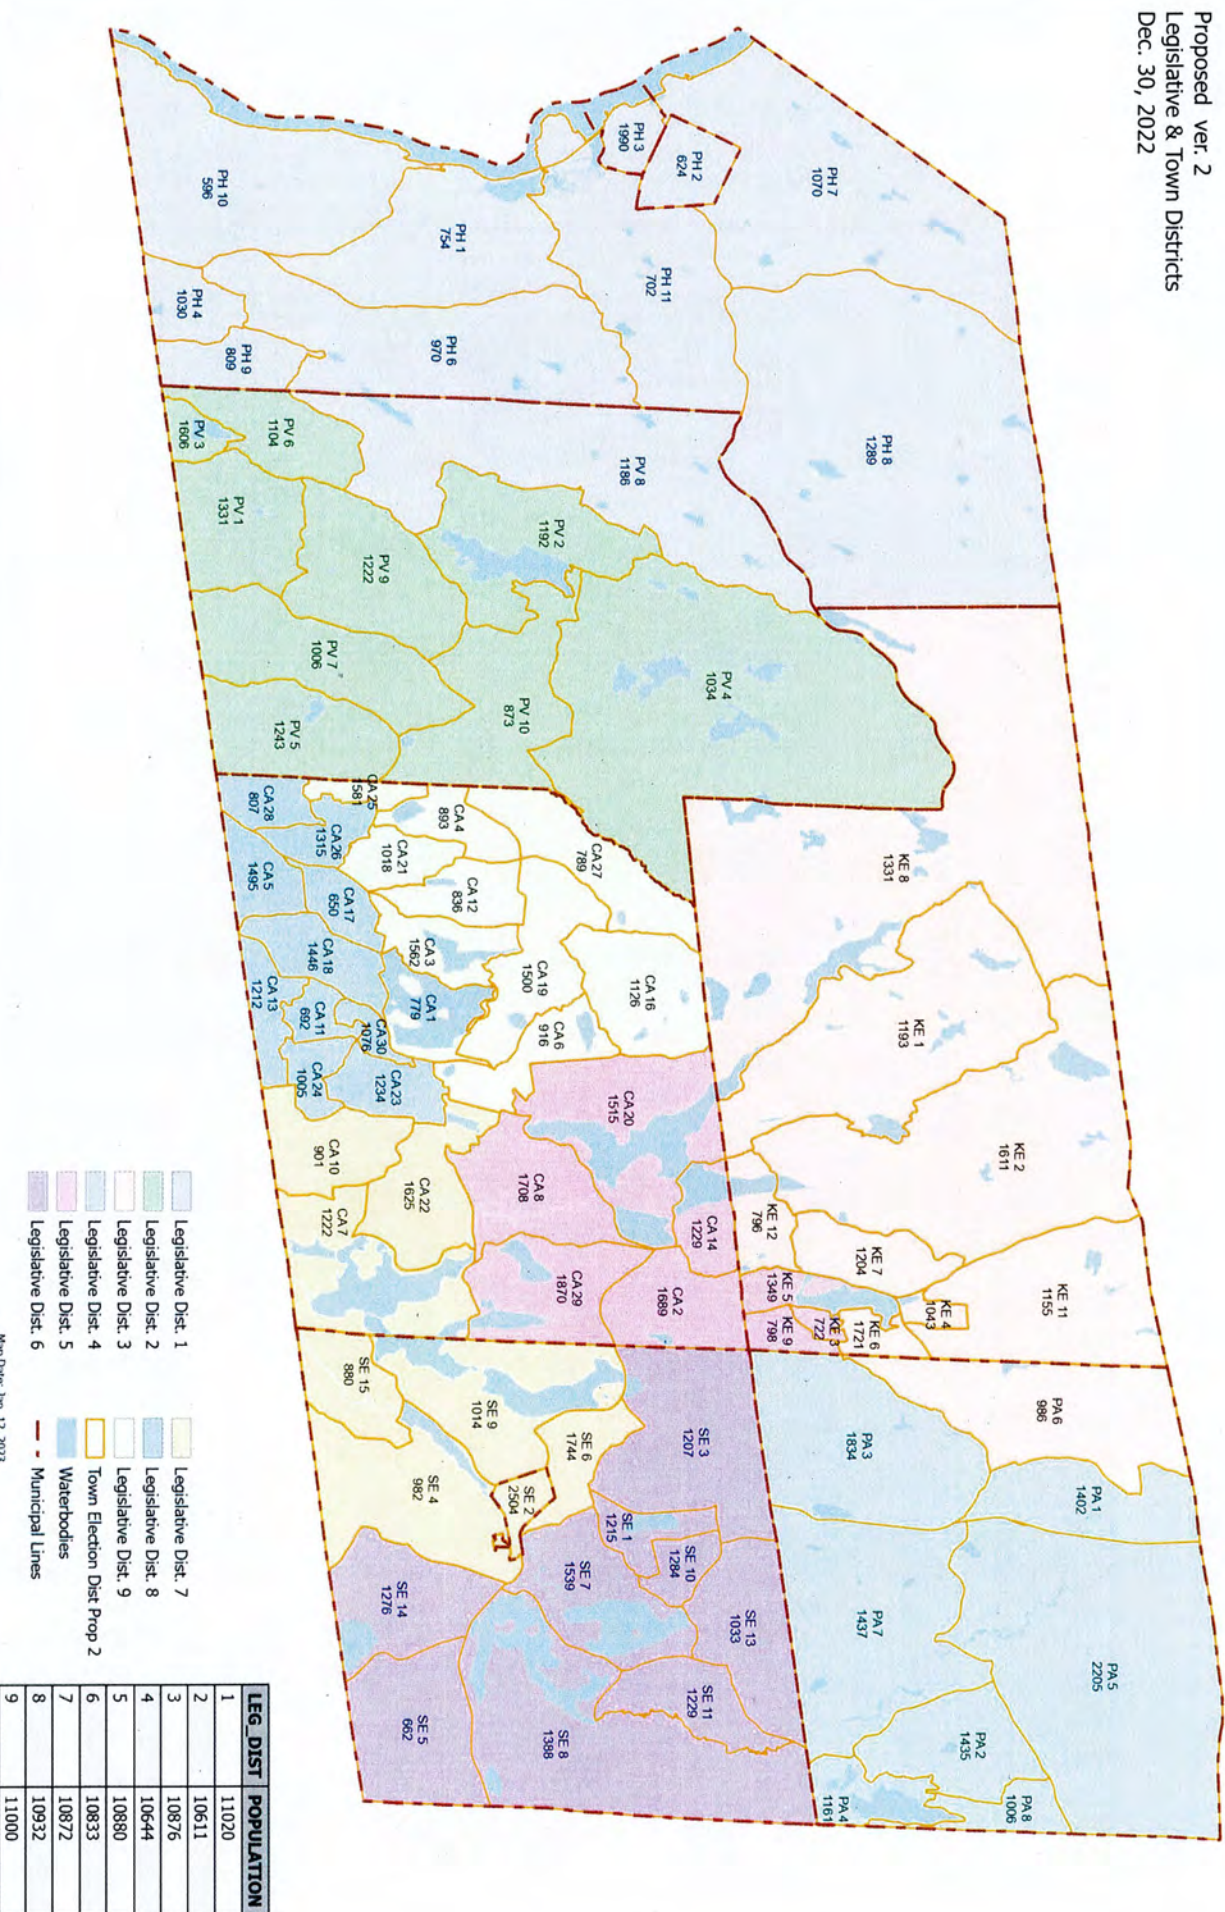 Proposed ver. 2
Legislative & Town Districts
Dec. 30, 2022
PH 7
1070
PH 2
624
PH 3
1990
PH 11
702
PH 1
754
PH 10
596
PH 8
1289
PH 6
970
PH 4
1030
PH 9
809
PV 8
1186
PV 6
1104
PV 3
1606
PV 2
1192
PV 1
1331
PV 9
1222
PV 4
1034
PV 10
873
PV 7
1006
PV 5
1243
KE 8
1331
KE 1
1193
KE 2
1611
KE 12
796
KE 7
1204
KE 11
1155
KE 5
1349
KE 4
1043
KE 6
1721
KE 3
722
KE 9
798
CA 27
789
CA 4
893
CA 25
1581
CA 28
807
CA 26
1315
CA 21
1018
CA 12
836
CA 5
1495
CA 17
650
CA 3
1562
CA 19
1500
CA 16
1126
CA 18
1446
CA 13
1212
CA 11
692
CA 1
779
CA 6
916
CA 30
1076
CA 23
1234
CA 24
1005
CA 20
1515
CA 8
1708
CA 10
901
CA 22
1625
CA 7
1222
CA 14
1229
CA 29
1870
CA 2
1689
PA 6
986
PA 3
1834
PA 1
1402
PA 7
1437
PA 5
2205
PA 2
1435
PA 8
1006
PA 4
1161
SE 15
880
SE 9
1014
SE 6
1744
SE 3
1207
SE 4
982
SE 2
2504
SE 1
1215
SE 10
1284
SE 7
1539
SE 14
1276
SE 13
1033
SE 11
1229
SE 8
1388
SE 5
662
Legislative Dist. 1
Legislative Dist. 2
Legislative Dist. 3
Legislative Dist. 4
Legislative Dist. 5
Legislative Dist. 6
Legislative Dist. 7
Legislative Dist. 8
Legislative Dist. 9
Town Election Dist Prop 2
Waterbodies
Municipal Lines
Map Date: Jan. 12, 2023
LEG_DIST POPULATION
1 11020
2 10611
3 10876
4 10644
5 10880
6 10833
7 10872
8 10932
9 11000